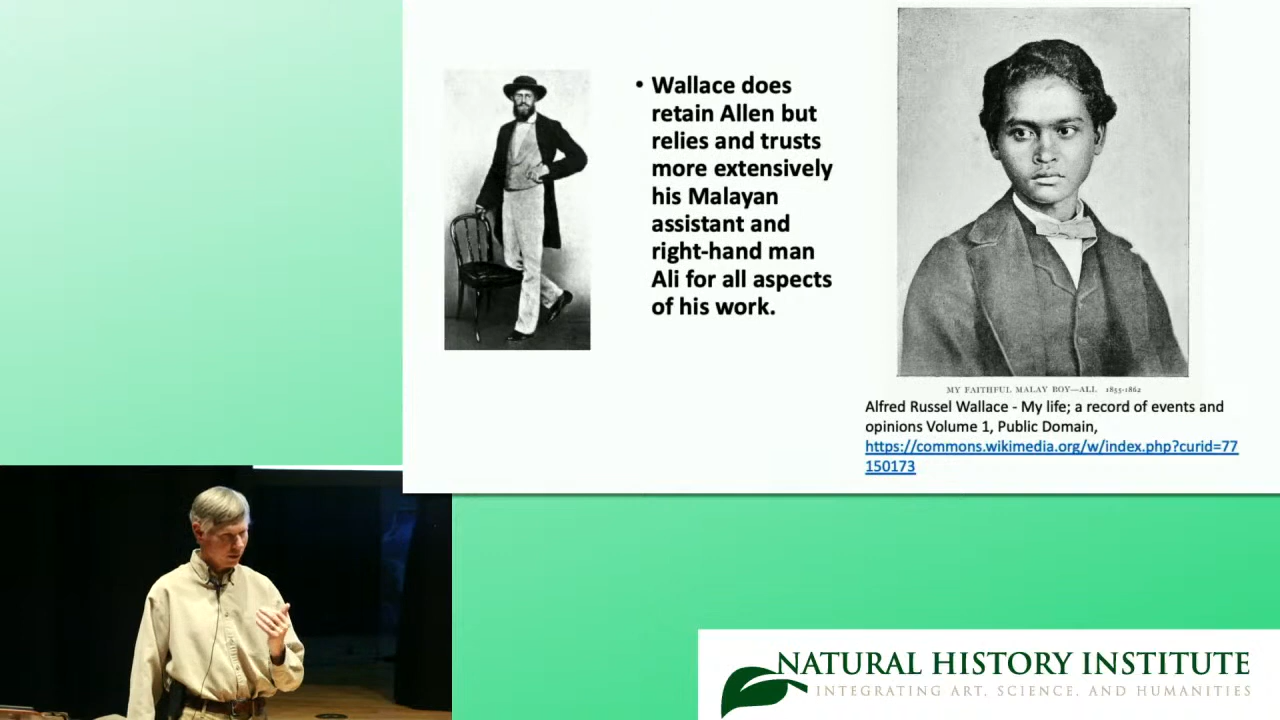 • Wallace does
retain Allen but
relies and trusts
more extensively
his Malayan
assistant and
right-hand man
Ali for all aspects
of his work.
MY FAITHFUL MALAY BOY—ALI. 1855-1862
Alfred Russel Wallace - My life; a record of events and
opinions Volume 1, Public Domain,
https://commons.wikimedia.org/w/index.php?curid=77
150173
NATURAL HISTORY INSTITUTE
INTEGRATING ART, SCIENCE, AND HUMANITIES